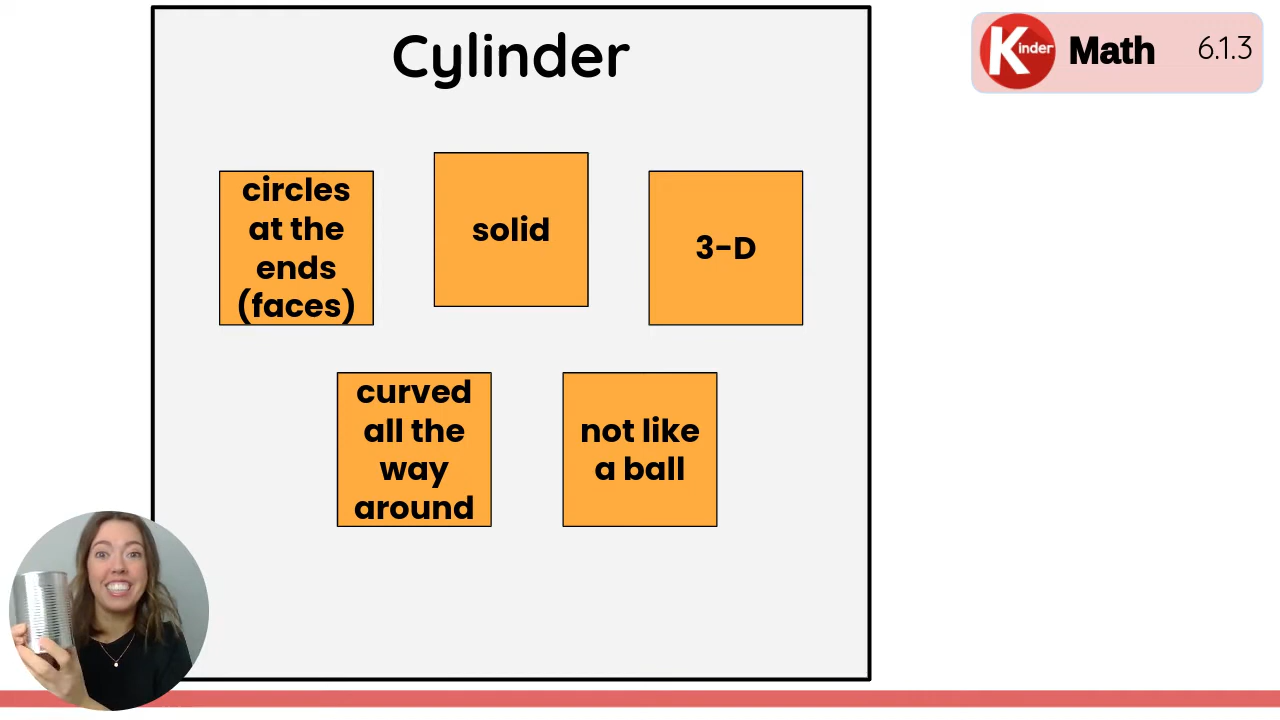 Cylinder
Kinder Math 6.1.3
circles
at the
ends
(faces)
solid
3-D
curved
all the
way
around
not like
a ball